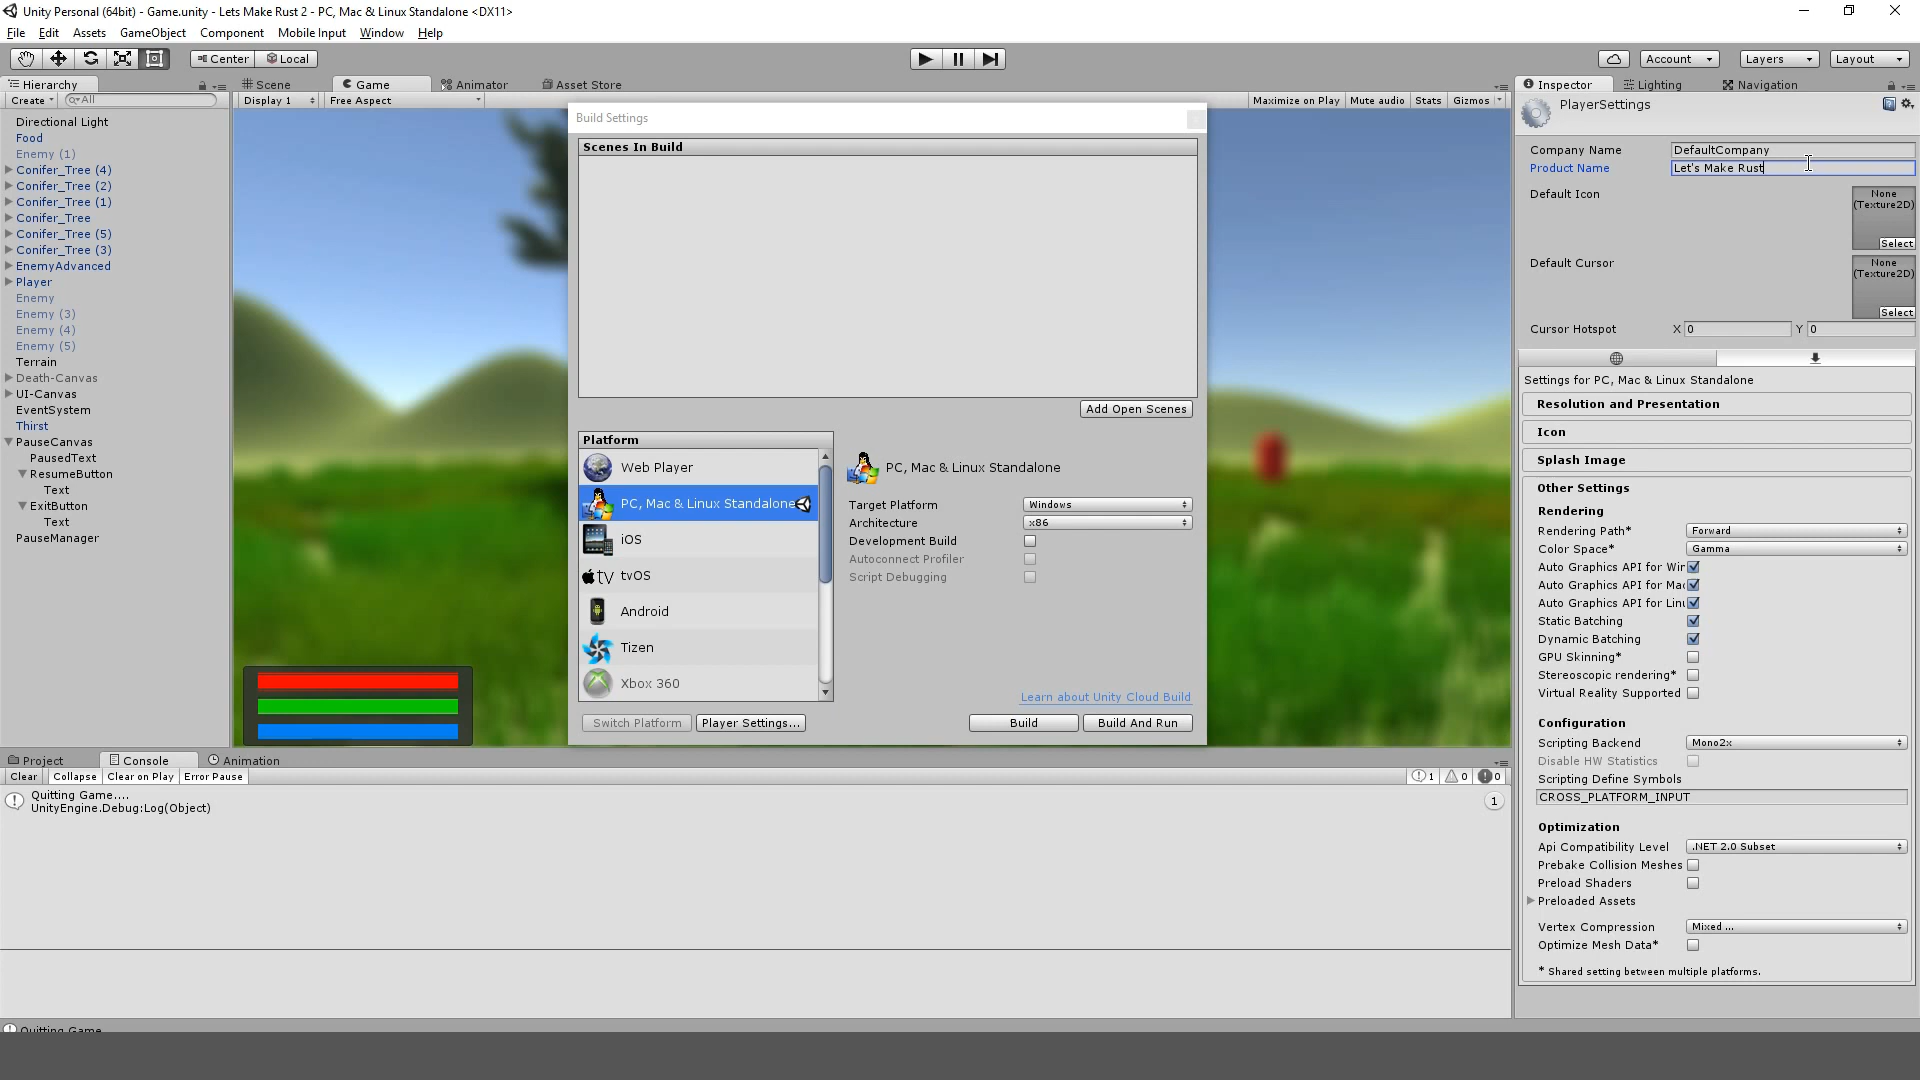 Unity Personal (64bit) - Game.unity - Lets Make Rust 2 - PC, Mac & Linux Standalone <DX11>
File Edit Assets GameObject Component Mobile Input Window Help
Center Local Account Layers Layout
Hierarchy Scene Game Animator Asset Store Inspector Lighting Navigation
Create All Display 1 Free Aspect Maximize on Play Mute audio Stats Gizmos
Directional Light
Food
Enemy (1)
Conifer_Tree (4)
Conifer_Tree (2)
Conifer_Tree (1)
Conifer_Tree
Conifer_Tree (5)
Conifer_Tree (3)
EnemyAdvanced
Player
Enemy
Enemy (3)
Enemy (4)
Enemy (5)
Terrain
Death-Canvas
UI-Canvas
EventSystem
Thirst
PauseCanvas
PausedText
ResumeButton
Text
ExitButton
Text
PauseManager
Build Settings
Scenes In Build
Add Open Scenes
Platform
Web Player
PC, Mac & Linux Standalone
iOS
tvOS
Android
Tizen
Xbox 360
PC, Mac & Linux Standalone
Target Platform Windows
Architecture x86
Development Build
Autoconnect Profiler
Script Debugging
Learn about Unity Cloud Build
Switch Platform Player Settings... Build Build And Run
PlayerSettings
Company Name DefaultCompany
Product Name Let's Make Rust
Default Icon None
(Texture2D)
Select
Default Cursor None
(Texture2D)
Select
Cursor Hotspot X 0 Y 0
Settings for PC, Mac & Linux Standalone
Resolution and Presentation
Icon
Splash Image
Other Settings
Rendering
Rendering Path* Forward
Color Space* Gamma
Auto Graphics API for Wir
Auto Graphics API for Mac
Auto Graphics API for Linu
Static Batching
Dynamic Batching
GPU Skinning*
Stereoscopic rendering*
Virtual Reality Supported
Configuration
Scripting Backend Mono2x
Disable HW Statistics
Scripting Define Symbols
CROSS_PLATFORM_INPUT
Optimization
Api Compatibility Level .NET 2.0 Subset
Prebake Collision Meshes
Preload Shaders
Preloaded Assets
Vertex Compression Mixed ...
Optimize Mesh Data*
* Shared setting between multiple platforms.
Project Console Animation
Clear Collapse Clear on Play Error Pause 1 0 0
Quitting Game....
UnityEngine.Debug:Log(Object)
1
Quitting Game